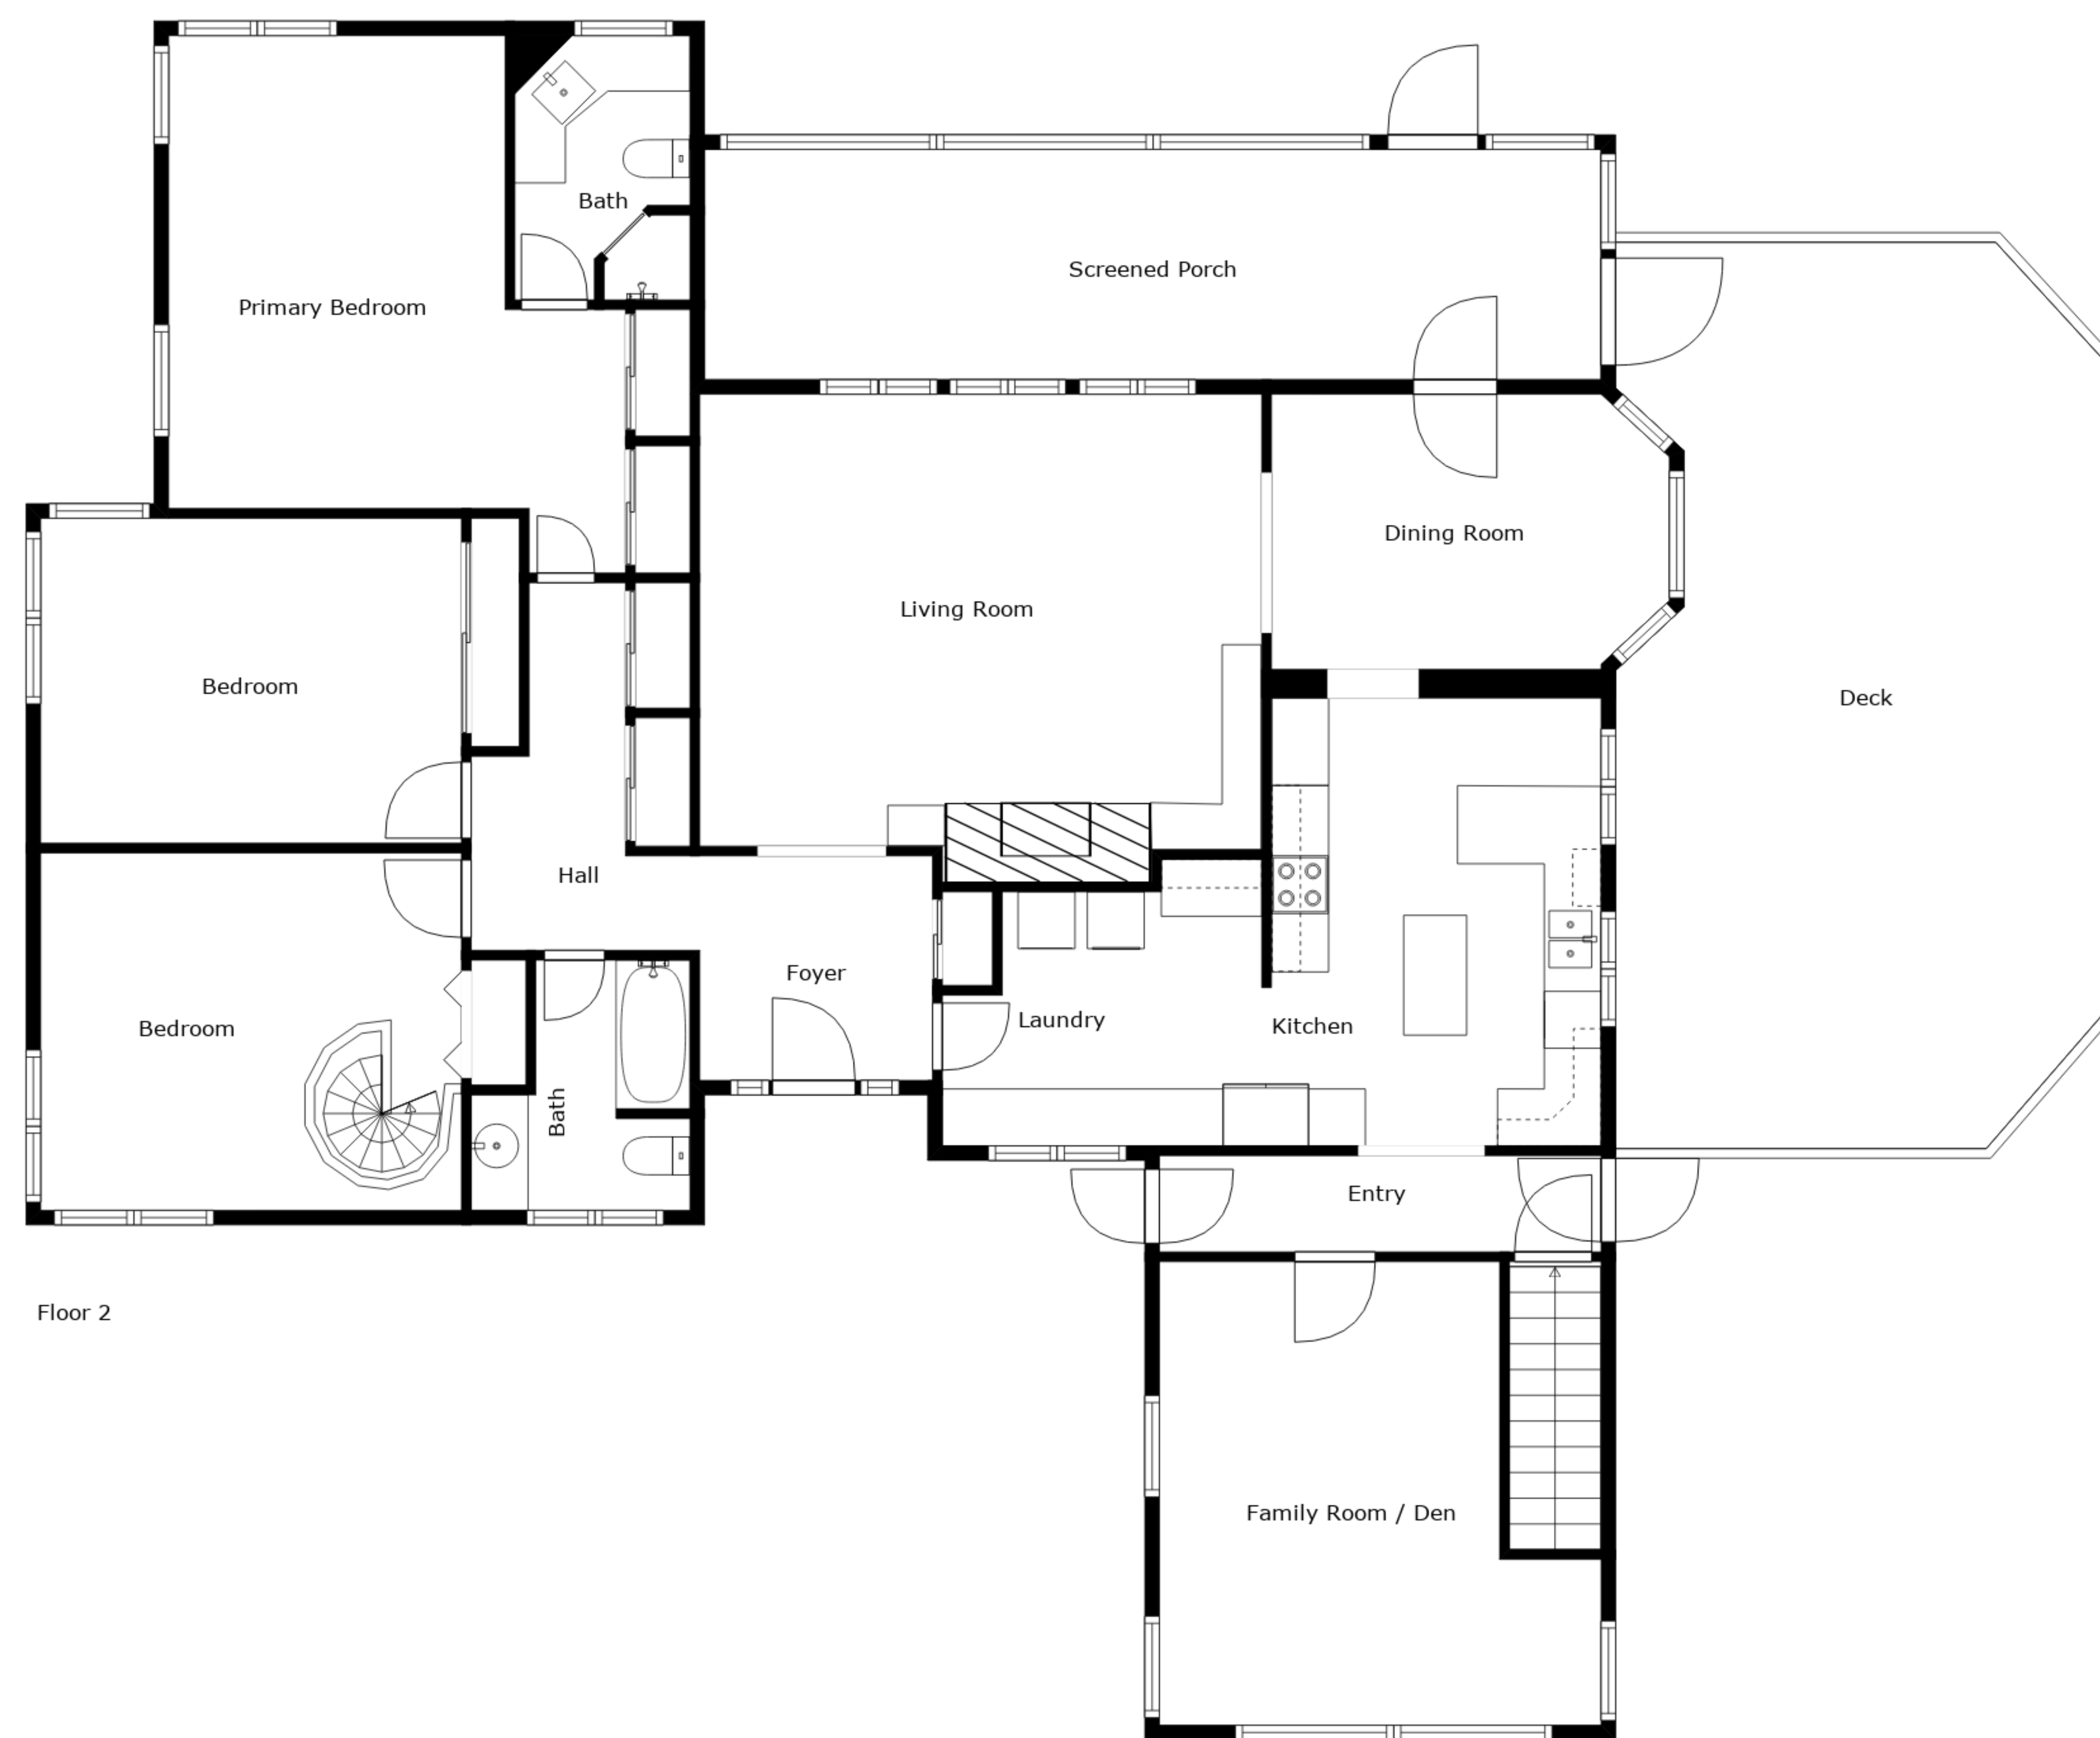 Bath
Screened Porch
Primary Bedroom
Dining Room
Living Room
Bedroom
Deck
Hall
Foyer
Laundry
Kitchen
Bedroom
Bath
Entry
Floor 2
Family Room / Den